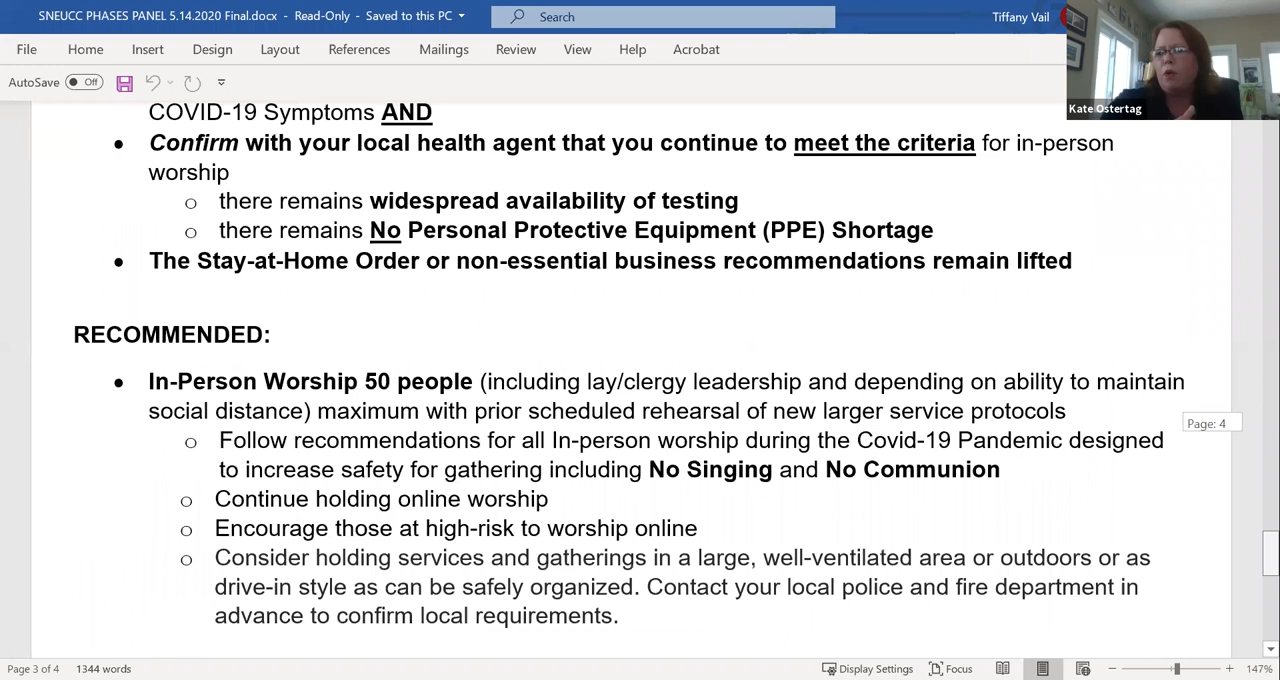 SNEUCC PHASES PANEL 5.14.2020 Final.docx - Read-Only - Saved to this PC
Search
Tiffany Vail
File Home Insert Design Layout References Mailings Review View Help Acrobat
AutoSave Off
Kate Ostertag
COVID-19 Symptoms AND
• Confirm with your local health agent that you continue to meet the criteria for in-person
worship
o there remains widespread availability of testing
o there remains No Personal Protective Equipment (PPE) Shortage
• The Stay-at-Home Order or non-essential business recommendations remain lifted
RECOMMENDED:
• In-Person Worship 50 people (including lay/clergy leadership and depending on ability to maintain
social distance) maximum with prior scheduled rehearsal of new larger service protocols
Page: 4
o Follow recommendations for all In-person worship during the Covid-19 Pandemic designed
to increase safety for gathering including No Singing and No Communion
o Continue holding online worship
o Encourage those at high-risk to worship online
o Consider holding services and gatherings in a large, well-ventilated area or outdoors or as
drive-in style as can be safely organized. Contact your local police and fire department in
advance to confirm local requirements.
Page 3 of 4 1344 words Display Settings Focus 147%